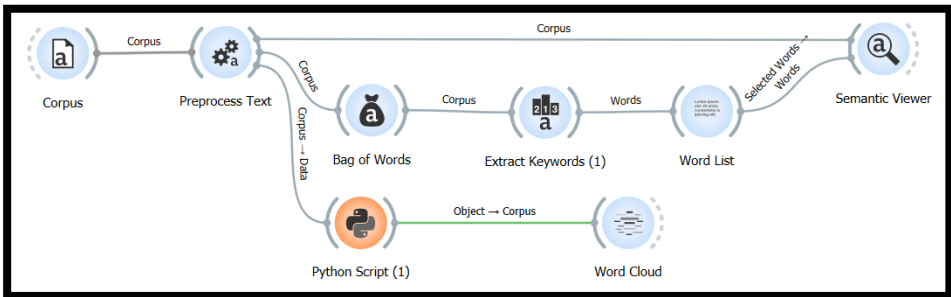 Corpus
Corpus
Preprocess Text
Corpus
Selected Words → Words
Semantic Viewer
Corpus
Bag of Words
Corpus
Extract Keywords (1)
Words
Word List
Corpus → Data
Python Script (1)
Object → Corpus
Word Cloud
a
a
a
a
213
a